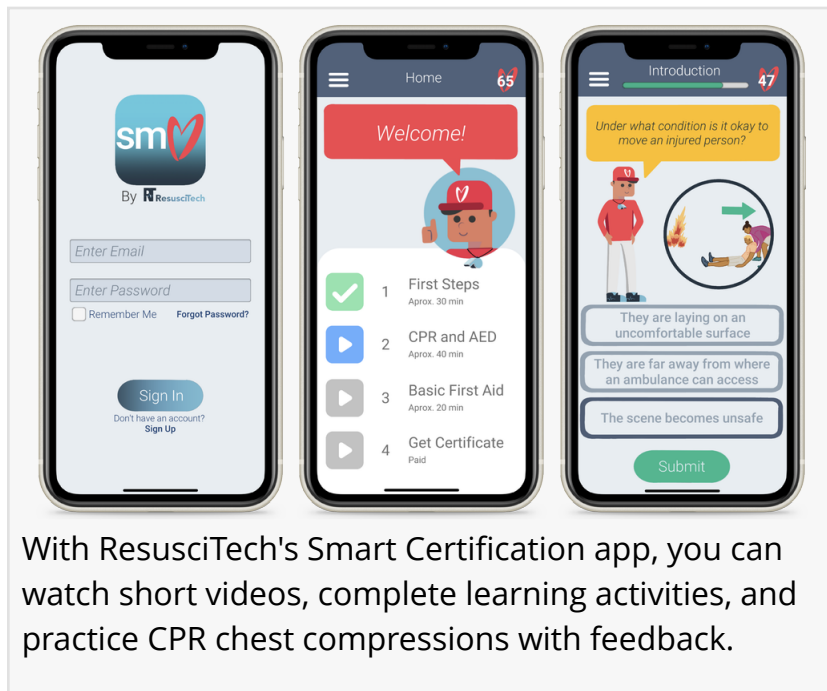 sm
By RT ResusciTech
Enter Email
Enter Password
Remember Me Forgot Password?
Sign In
Don't have an account?
Sign Up
Home 65
Welcome!
1 First Steps
Aprox. 30 min
2 CPR and AED
Aprox. 40 min
3 Basic First Aid
Aprox. 20 min
4 Get Certificate
Paid
Introduction 47
Under what condition is it okay to
move an injured person?
They are laying on an
uncomfortable surface
They are far away from where
an ambulance can access
The scene becomes unsafe
Submit
With ResusciTech's Smart Certification app, you can
watch short videos, complete learning activities, and
practice CPR chest compressions with feedback.